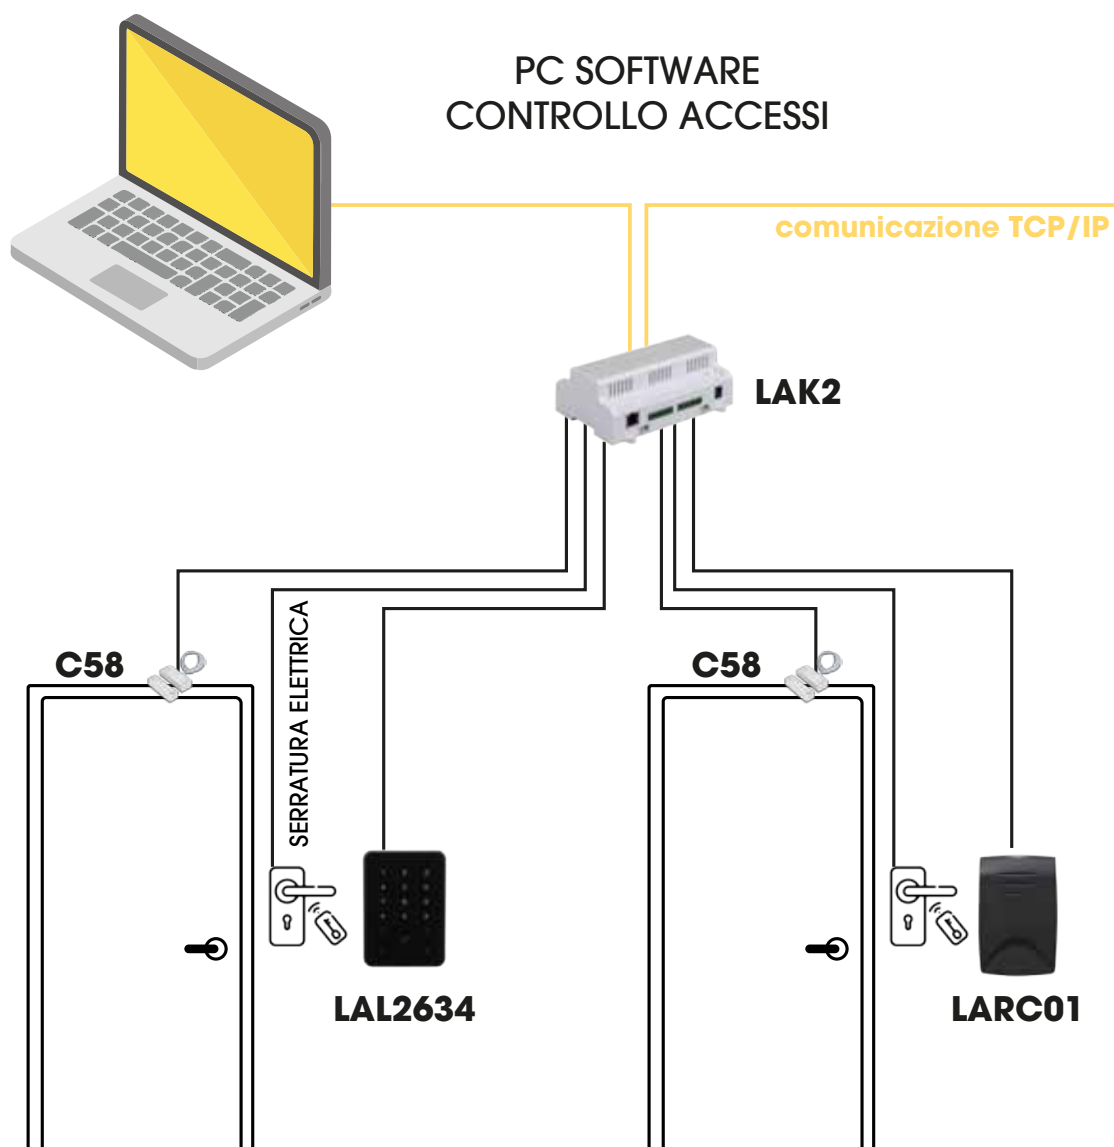 PC SOFTWARE
CONTROLLO ACCESSI
comunicazione TCP/IP
LAK2
C58
SERRATURA ELETTRICA
C58
LAL2634
LARC01